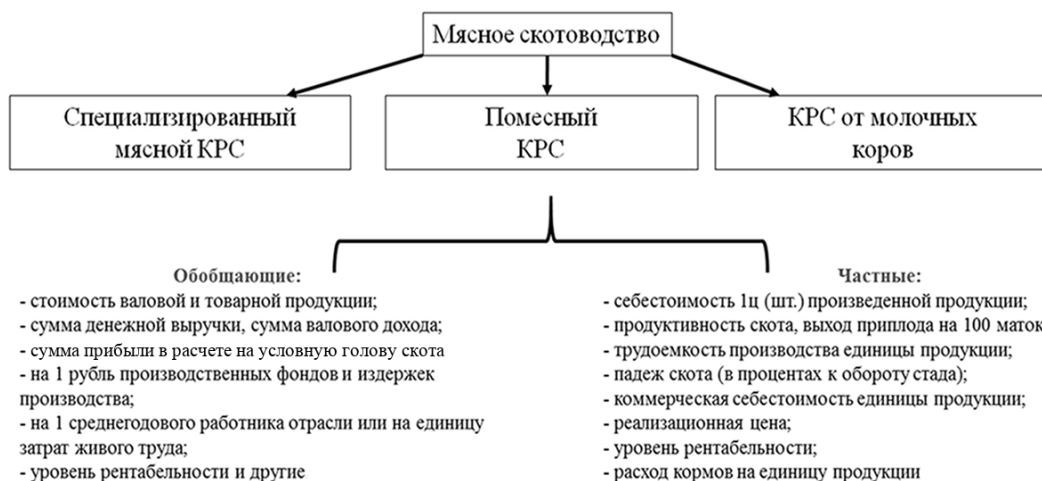 Мясное скотоводство
Специализированный
мясной КРС
Помесный
КРС
КРС от молочных
коров
Обобщающие:
- стоимость валовой и товарной продукции;
- сумма денежной выручки, сумма валового дохода;
- сумма прибыли в расчете на условную голову скота
- на 1 рубль производственных фондов и издержек
производства;
- на 1 среднегодового работника отрасли или на единицу
затрат живого труда;
- уровень рентабельности и другие
Частные:
- себестоимость 1ц (шт.) произведенной продукции;
- продуктивность скота, выход приплода на 100 маток
- трудоемкость производства единицы продукции;
- падеж скота (в процентах к обороту стада);
- коммерческая себестоимость единицы продукции;
- реализационная цена;
- уровень рентабельности;
- расход кормов на единицу продукции